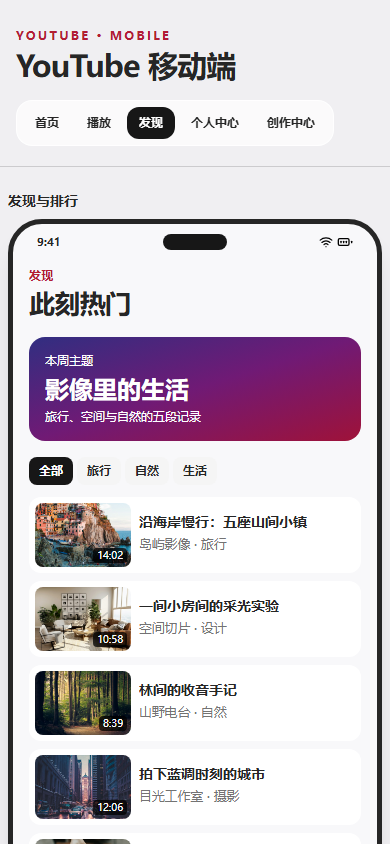 YOUTUBE • MOBILE
YouTube 移动端
首页 播放 发现 个人中心 创作中心
发现与排行
9:41
发现
此刻热门
本周主题
影像里的生活
旅行、空间与自然的五段记录
全部 旅行 自然 生活
14:02
沿海岸慢行：五座山间小镇
岛屿影像 · 旅行
10:58
一间小房间的采光实验
空间切片 · 设计
8:39
林间的收音手记
山野电台 · 自然
12:06
拍下蓝调时刻的城市
目光工作室 · 摄影